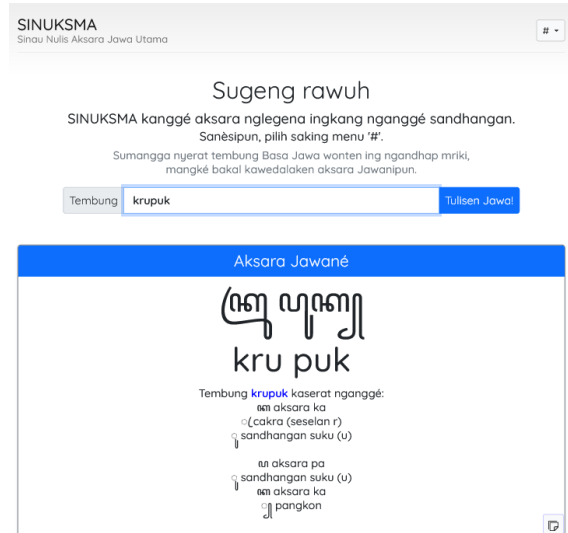 SINUKSMA
Sinau Nulis Aksara Jawa Utama
#
Sugeng rawuh
SINUKSMA kanggé aksara nglegena ingkang nganggé sandhangan.
Sanèsipun, pilih saking menu '#'.
Sumangga nyerat tembung Basa Jawa wonten ing ngandhap mriki,
mangké bakal kawedalaken aksara Jawanipun.
Tembung krupuk Tulisen Jawa!
Aksara Jawané
ꦏꦿꦸ ꦥꦸꦏ꧀
kru puk
Tembung krupuk kaserat nganggé:
ꦏ aksara ka
◌ꦿ cakra (seselan r)
◌ꦸ sandhangan suku (u)
ꦥ aksara pa
◌ꦸ sandhangan suku (u)
ꦏ aksara ka
◌꧀ pangkon